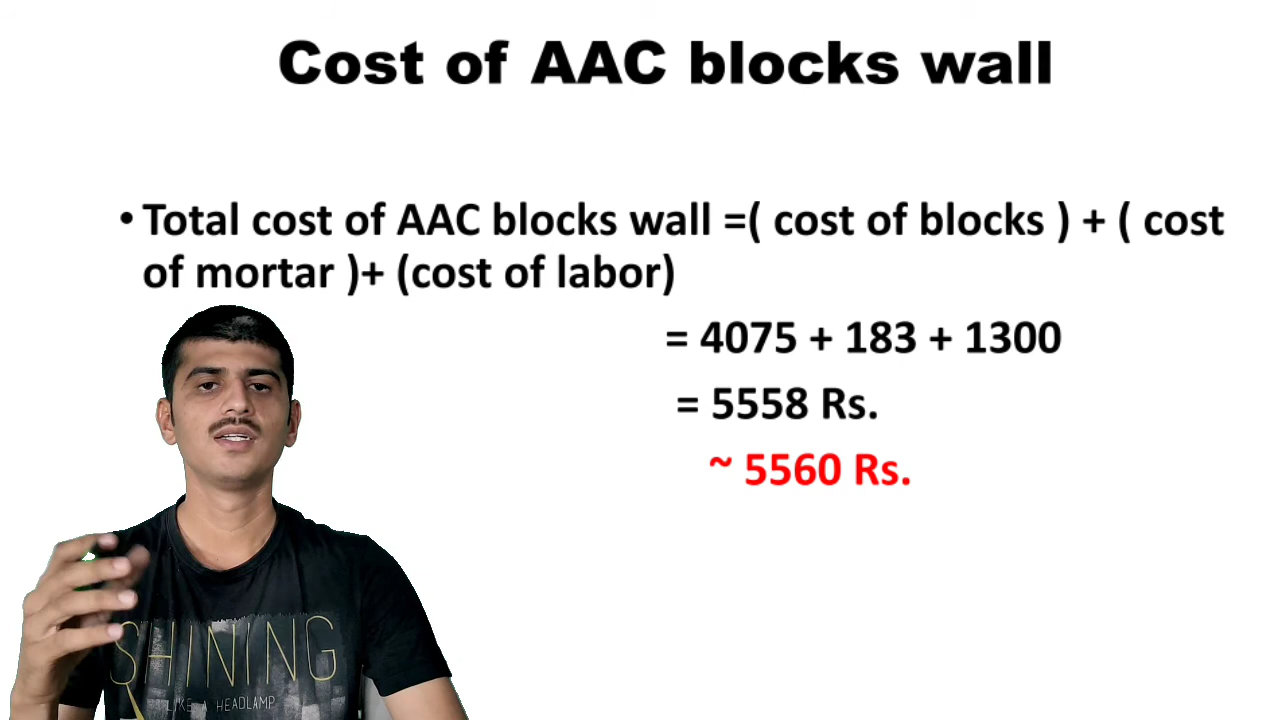 Cost of AAC blocks wall
• Total cost of AAC blocks wall =( cost of blocks ) + ( cost
of mortar )+ (cost of labor)
= 4075 + 183 + 1300
= 5558 Rs.
~ 5560 Rs.
SHINING
LIKE A HEADLAMP